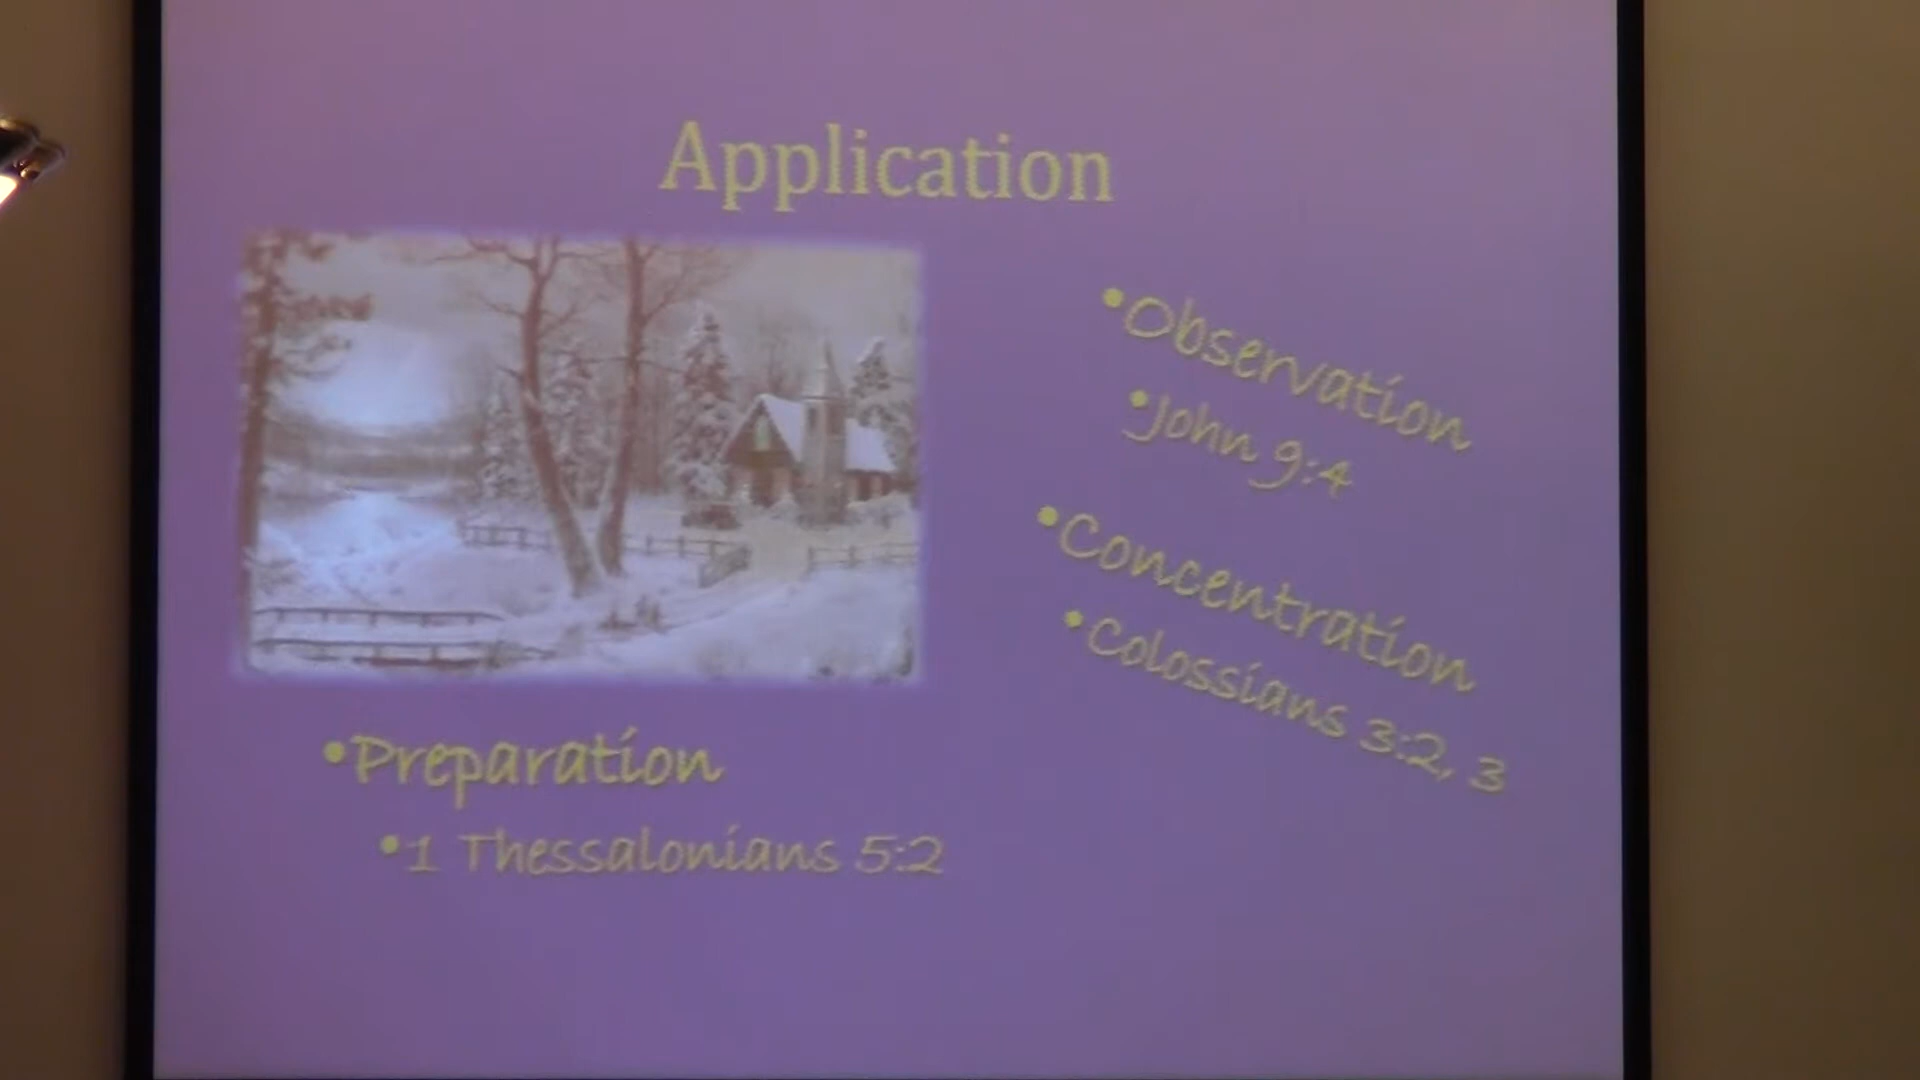 Application
•Observation
•John 9:4
•Concentration
•Colossians 3:2, 3
•Preparation
•1 Thessalonians 5:2